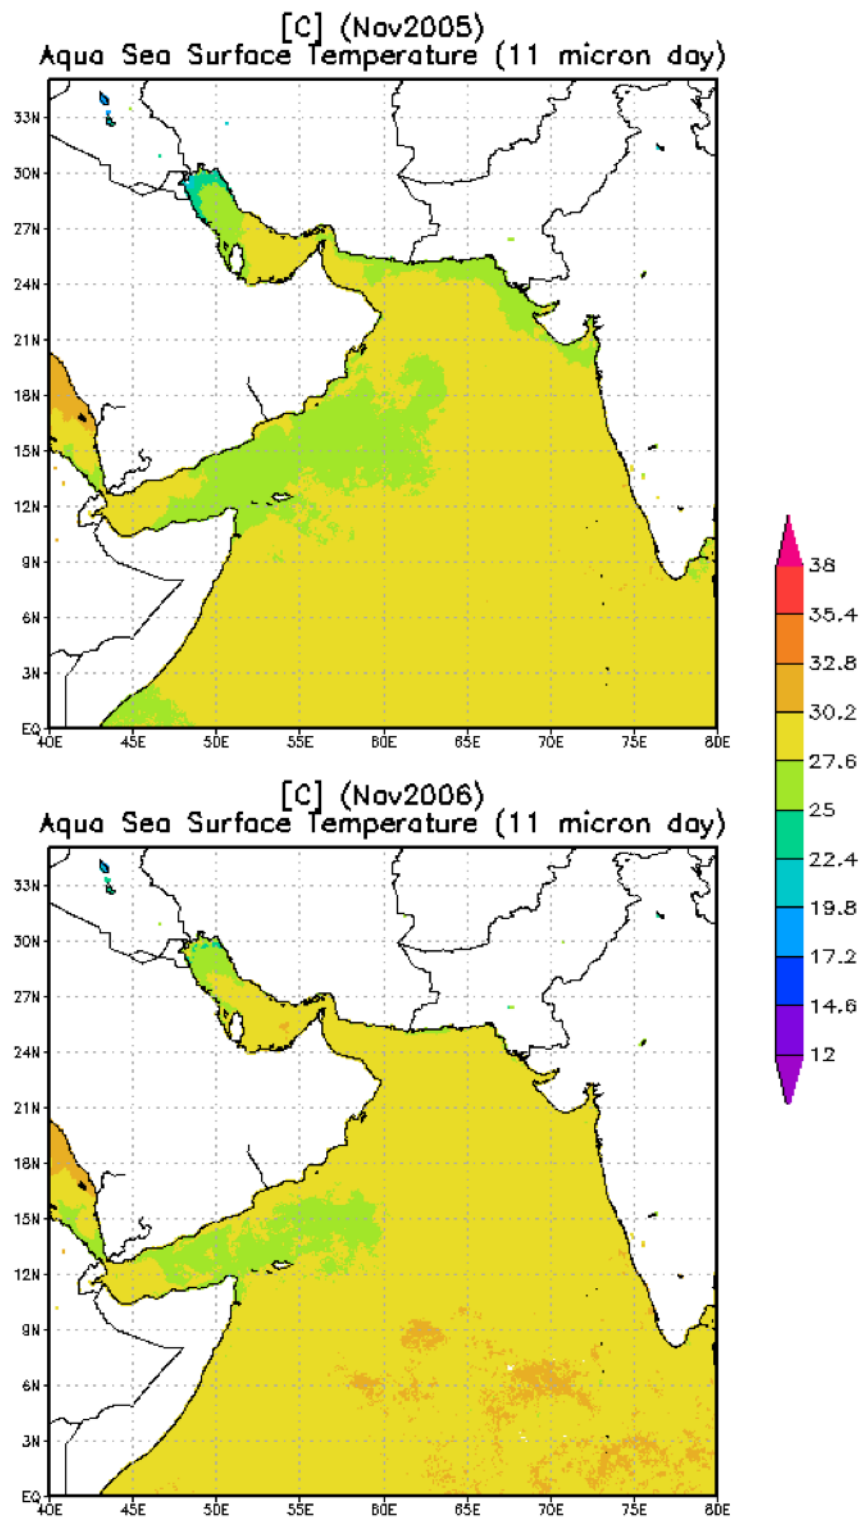 [C] (Nov2005)
Aqua Sea Surface Temperature (11 micron day)
33N
30N
27N
24N
21N
18N
15N
12N
9N
6N
3N
EQ
40E 45E 50E 55E 60E 65E 70E 75E 80E
[C] (Nov2006)
Aqua Sea Surface Temperature (11 micron day)
33N
30N
27N
24N
21N
18N
15N
12N
9N
6N
3N
EQ
40E 45E 50E 55E 60E 65E 70E 75E 80E
38
35.4
32.8
30.2
27.6
25
22.4
19.8
17.2
14.6
12